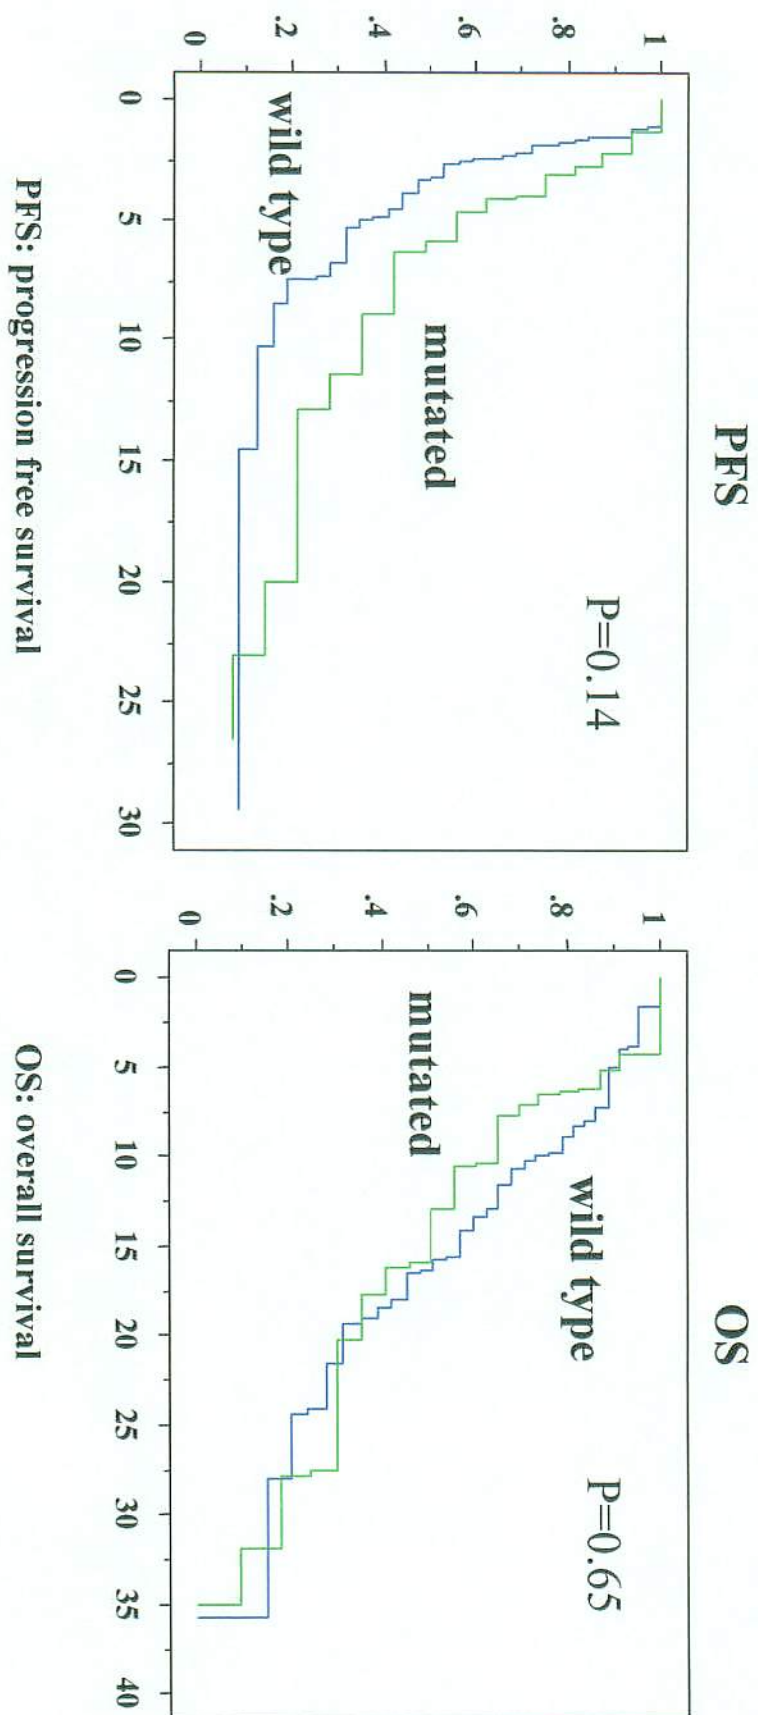 PFS
1
.8
.6
.4
.2
0
P=0.14
mutated
wild type
0 5 10 15 20 25 30
PFS: progression free survival
OS
1
.8
.6
.4
.2
0
P=0.65
wild type
mutated
0 5 10 15 20 25 30 35 40
OS: overall survival